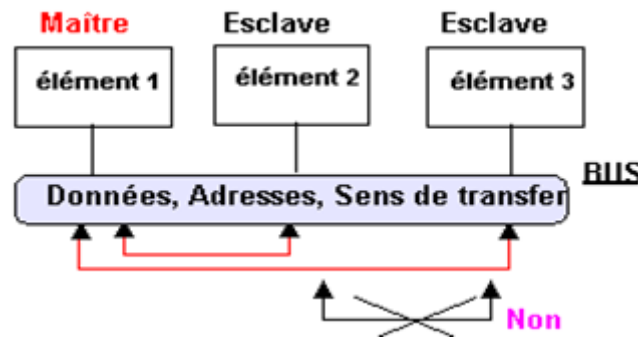 Maître Esclave Esclave
élément 1 élément 2 élément 3
BUS
Données, Adresses, Sens de transfer
Non